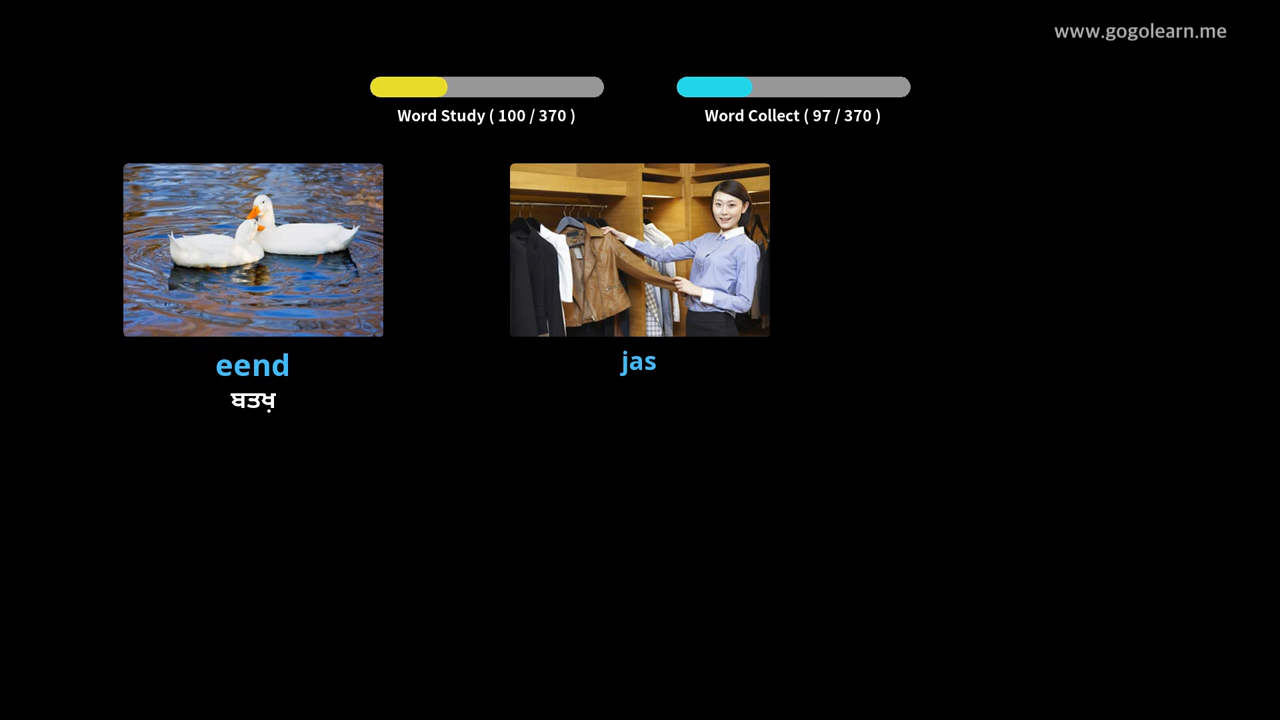 www.gogolearn.me
Word Study ( 100 / 370 )
Word Collect ( 97 / 370 )
eend
ਬਤਖ਼
jas